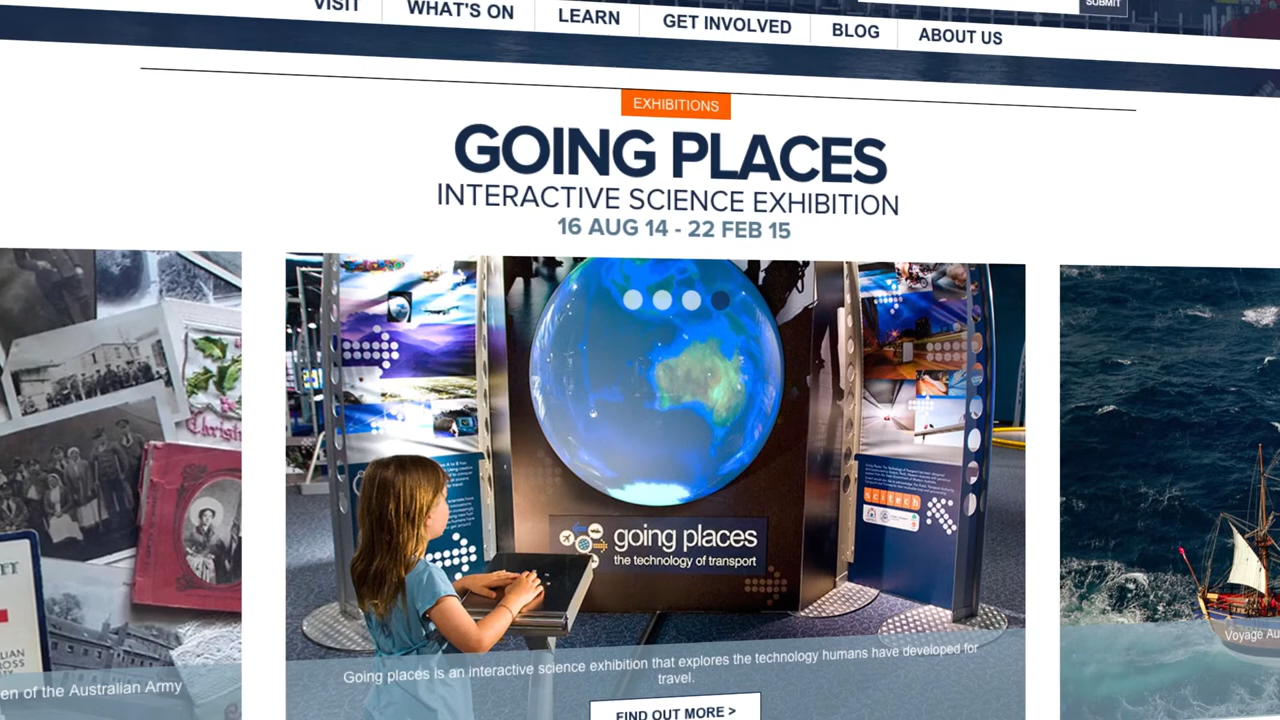 SUBMIT
VISIT
WHAT'S ON
LEARN
GET INVOLVED
BLOG
ABOUT US
EXHIBITIONS
GOING PLACES
INTERACTIVE SCIENCE EXHIBITION
16 AUG 14 - 22 FEB 15
scitech
going places
the technology of transport
Going places is an interactive science exhibition that explores the technology humans have developed for
travel.
FIND OUT MORE >
en of the Australian Army
Voyage Au